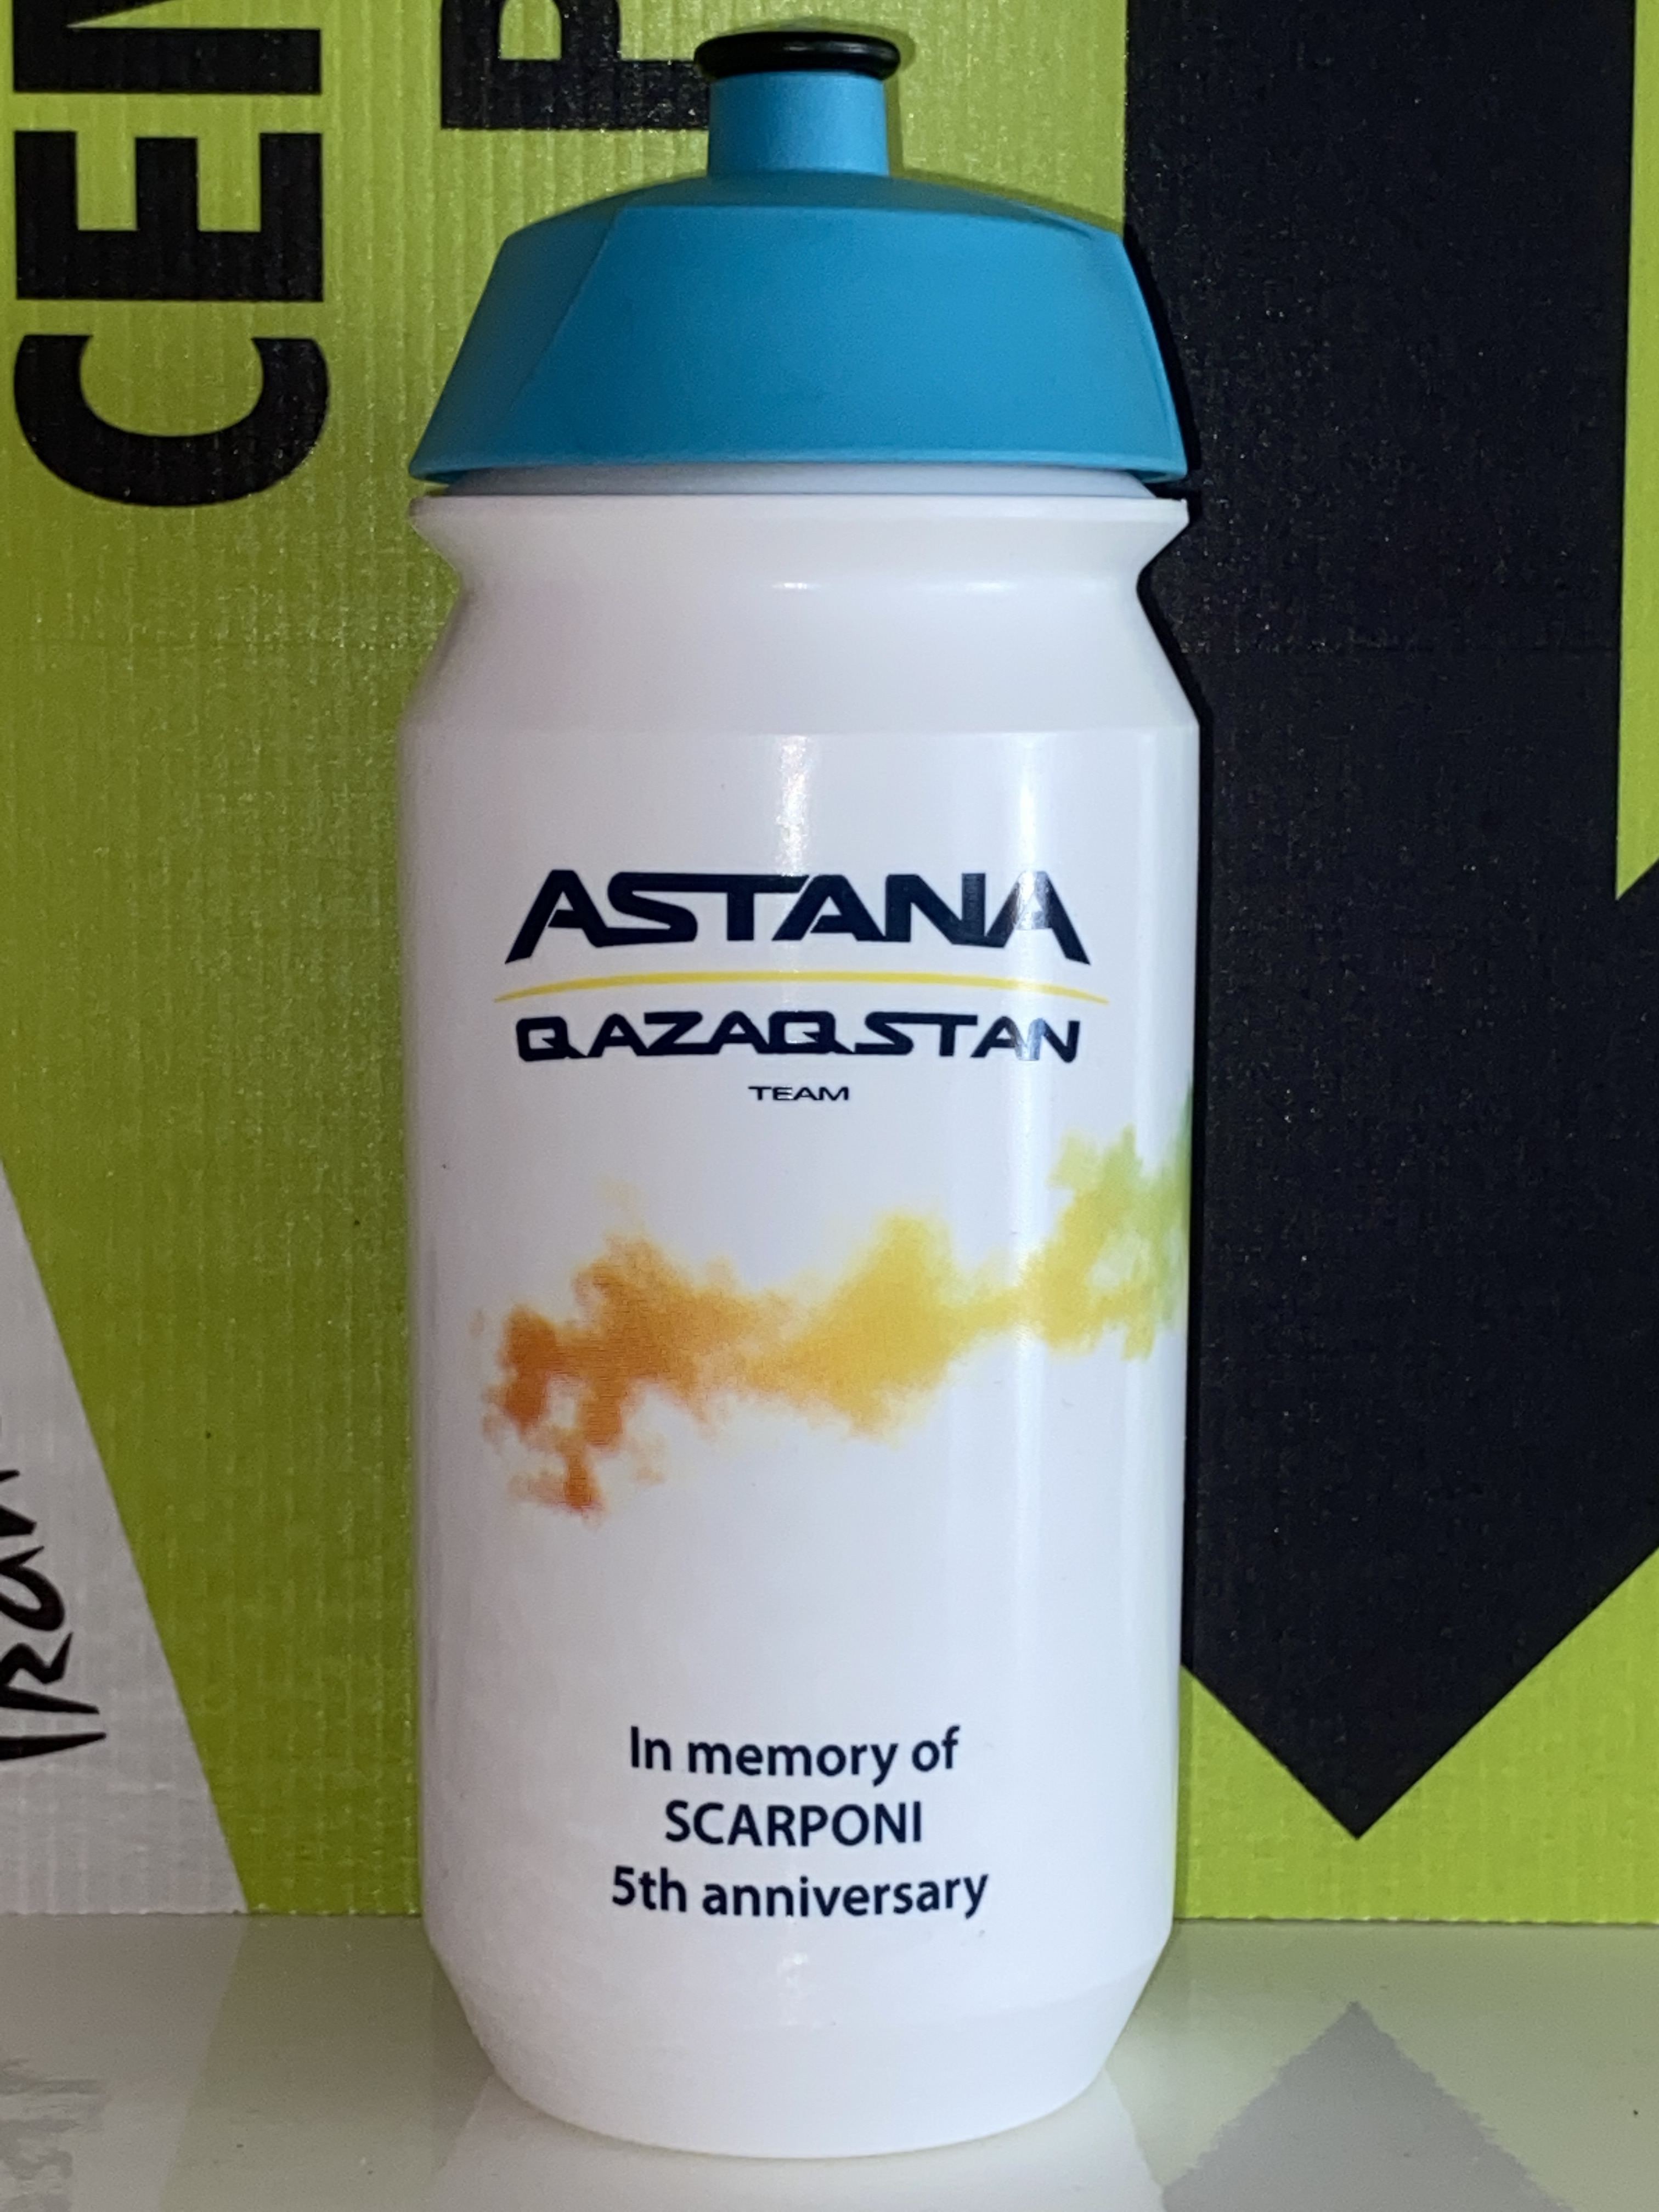 ASTANA
QAZAQSTAN
TEAM
In memory of
SCARPONI
5th anniversary